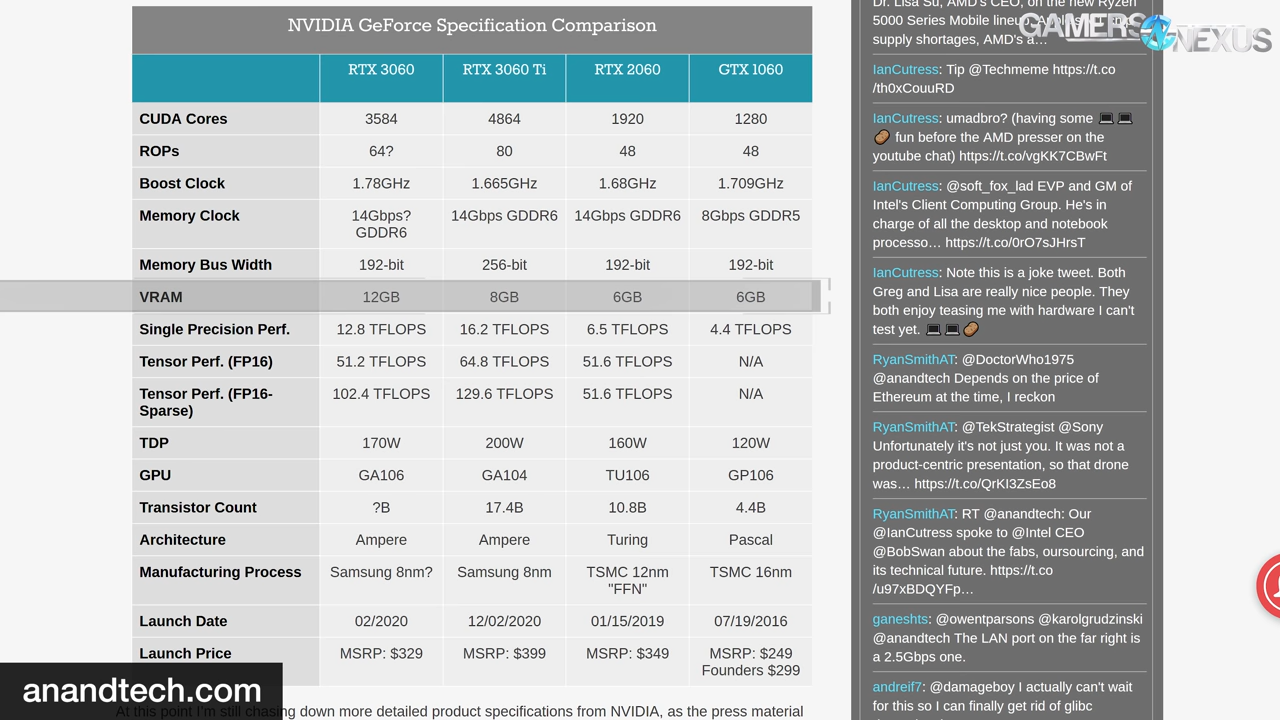 NVIDIA GeForce Specification Comparison
RTX 3060 RTX 3060 Ti RTX 2060 GTX 1060
CUDA Cores 3584 4864 1920 1280
ROPs 64? 80 48 48
Boost Clock 1.78GHz 1.665GHz 1.68GHz 1.709GHz
Memory Clock 14Gbps? 14Gbps GDDR6 14Gbps GDDR6 8Gbps GDDR5
GDDR6
Memory Bus Width 192-bit 256-bit 192-bit 192-bit
VRAM 12GB 8GB 6GB 6GB
Single Precision Perf. 12.8 TFLOPS 16.2 TFLOPS 6.5 TFLOPS 4.4 TFLOPS
Tensor Perf. (FP16) 51.2 TFLOPS 64.8 TFLOPS 51.6 TFLOPS N/A
Tensor Perf. (FP16- 102.4 TFLOPS 129.6 TFLOPS 51.6 TFLOPS N/A
Sparse)
TDP 170W 200W 160W 120W
GPU GA106 GA104 TU106 GP106
Transistor Count ?B 17.4B 10.8B 4.4B
Architecture Ampere Ampere Turing Pascal
Manufacturing Process Samsung 8nm? Samsung 8nm TSMC 12nm TSMC 16nm
"FFN"
Launch Date 02/2020 12/02/2020 01/15/2019 07/19/2016
Launch Price MSRP: $329 MSRP: $399 MSRP: $349 MSRP: $249
Founders $299
anandtech.com
At this point I'm still chasing down more detailed product specifications from NVIDIA, as the press material
Dr. Lisa Su, AMD's CEO, on the new Ryzen
5000 Series Mobile lineup,
supply shortages, AMD's a…
GAMERS NEXUS
IanCutress: Tip @Techmeme https://t.co
/th0xCouuRD
IanCutress: umadbro? (having some 💻 💻
🥔 fun before the AMD presser on the
youtube chat) https://t.co/vgKK7CBwFt
IanCutress: @soft_fox_lad EVP and GM of
Intel's Client Computing Group. He's in
charge of all the desktop and notebook
processo… https://t.co/0rO7sJHrsT
IanCutress: Note this is a joke tweet. Both
Greg and Lisa are really nice people. They
both enjoy teasing me with hardware I can't
test yet. 💻 💻 🥔
RyanSmithAT: @DoctorWho1975
@anandtech Depends on the price of
Ethereum at the time, I reckon
RyanSmithAT: @TekStrategist @Sony
Unfortunately it's not just you. It was not a
product-centric presentation, so that drone
was… https://t.co/QrKI3ZsEo8
RyanSmithAT: RT @anandtech: Our
@IanCutress spoke to @Intel CEO
@BobSwan about the fabs, oursourcing, and
its technical future. https://t.co
/u97xBDQYFp…
ganeshts: @owentparsons @karolgrudzinski
@anandtech The LAN port on the far right is
a 2.5Gbps one.
andreif7: @damageboy I actually can't wait
for this so I can finally get rid of glibc